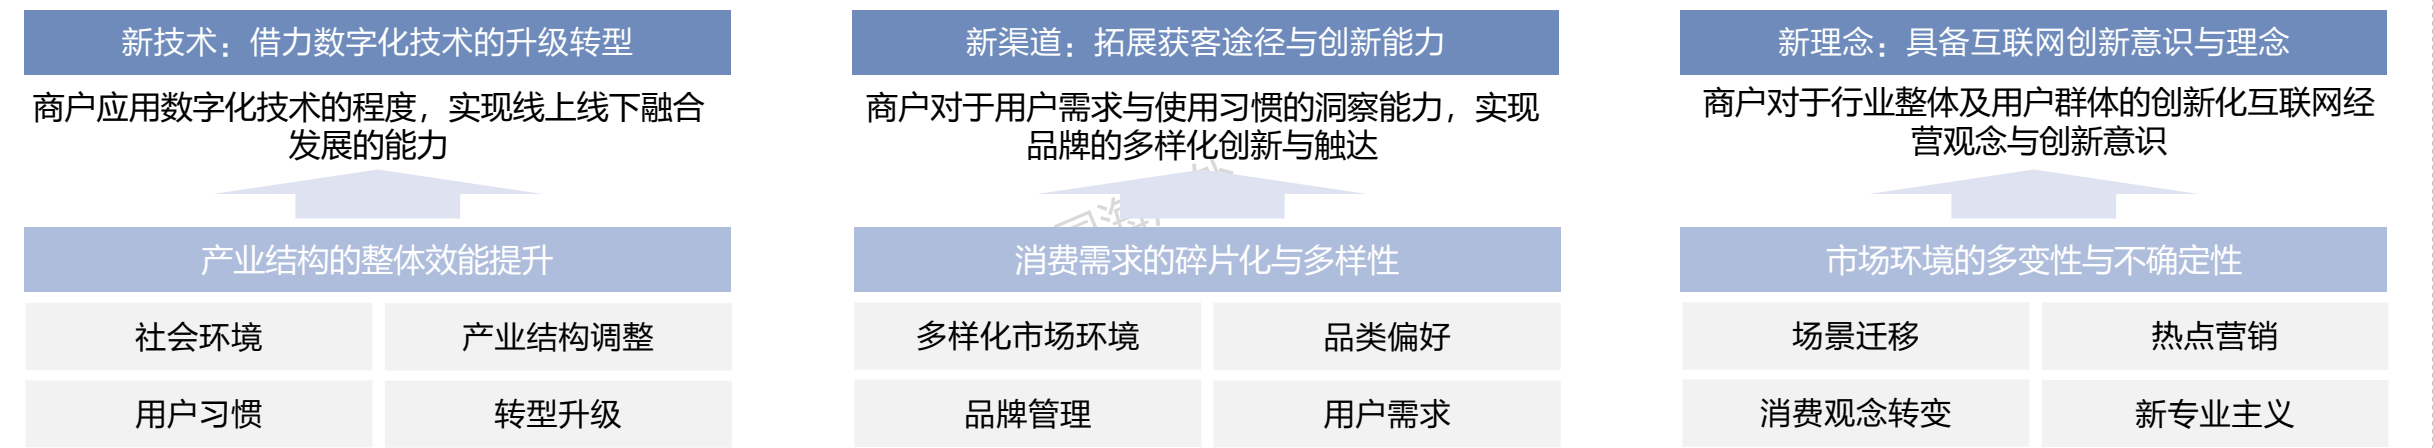 新技术：借力数字化技术的升级转型
商户应用数字化技术的程度，实现线上线下融合
发展的能力
产业结构的整体效能提升
社会环境
产业结构调整
用户习惯
转型升级
新渠道：拓展获客途径与创新能力
商户对于用户需求与使用习惯的洞察能力，实现
品牌的多样化创新与触达
消费需求的碎片化与多样性
多样化市场环境
品类偏好
品牌管理
用户需求
新理念：具备互联网创新意识与理念
商户对于行业整体及用户群体的创新化互联网经
营观念与创新意识
市场环境的多变性与不确定性
场景迁移
热点营销
消费观念转变
新专业主义